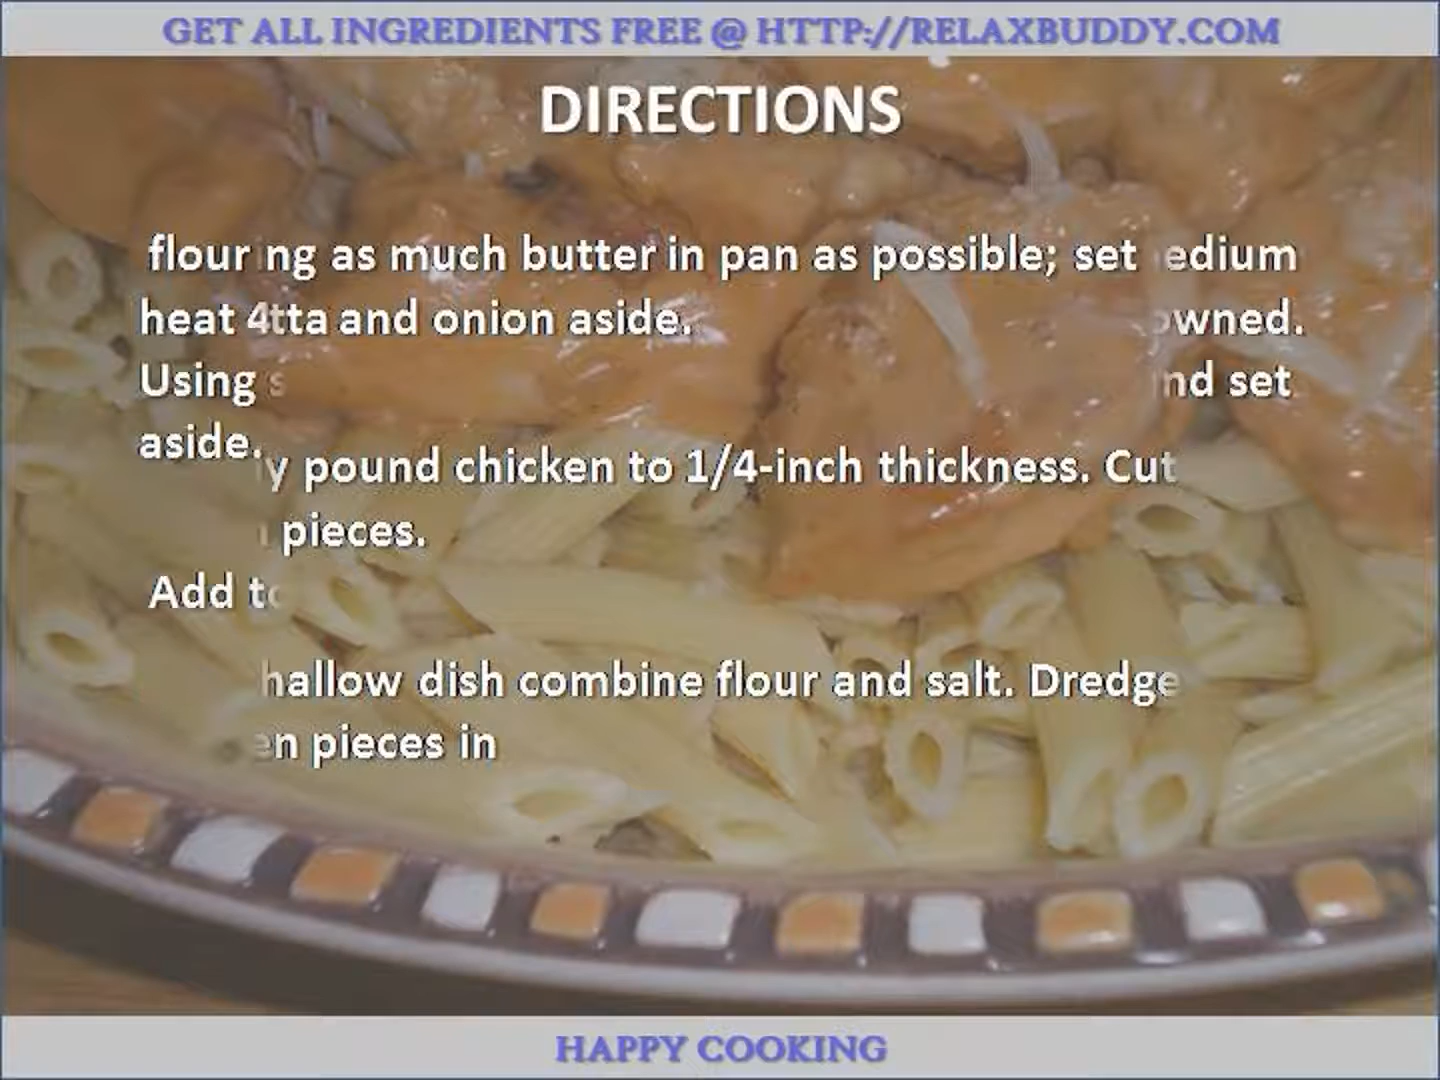 GET ALL INGREDIENTS FREE @ HTTP://RELAXBUDDY.COM
DIRECTIONS
flour ng as much butter in pan as possible; set edium
heat 4tta and onion aside. wned.
Using nd set
aside.
y pound chicken to 1/4-inch thickness. Cut
pieces.
Add to
hallow dish combine flour and salt. Dredge
en pieces in
HAPPY COOKING